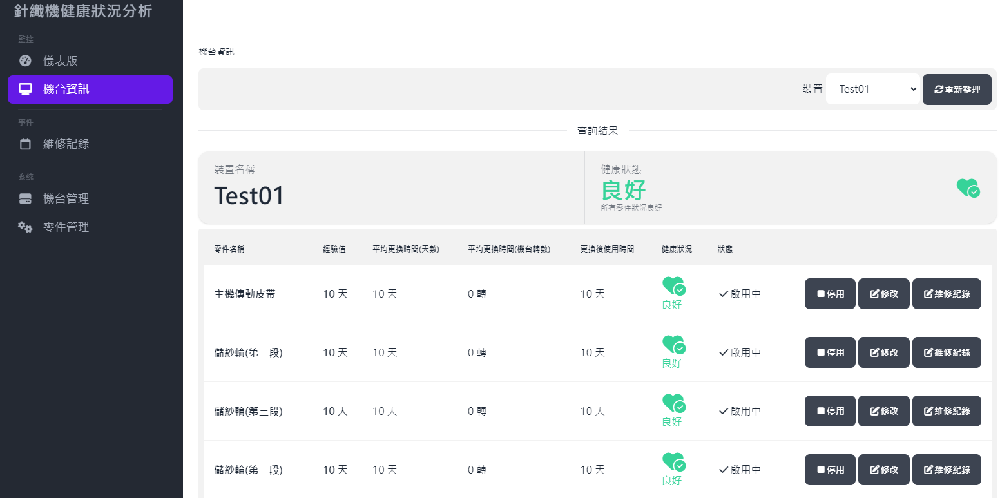 針織機健康狀況分析
監控
儀表版
機台資訊
事件
維修記錄
系統
機台管理
零件管理
機台資訊
裝置 Test01 重新整理
查詢結果
裝置名稱
Test01
健康狀態
良好
所有零件狀況良好
零件名稱 經驗值 平均更換時間(天數) 平均更換時間(機台轉數) 更換後使用時間 健康狀況 狀態
主機傳動皮帶 10 天 10 天 0 轉 10 天 良好 啟用中 停用 修改 維修紀錄
儲紗輪(第一段) 10 天 10 天 0 轉 10 天 良好 啟用中 停用 修改 維修紀錄
儲紗輪(第三段) 10 天 10 天 0 轉 10 天 良好 啟用中 停用 修改 維修紀錄
儲紗輪(第二段) 10 天 10 天 0 轉 10 天 良好 啟用中 停用 修改 維修紀錄